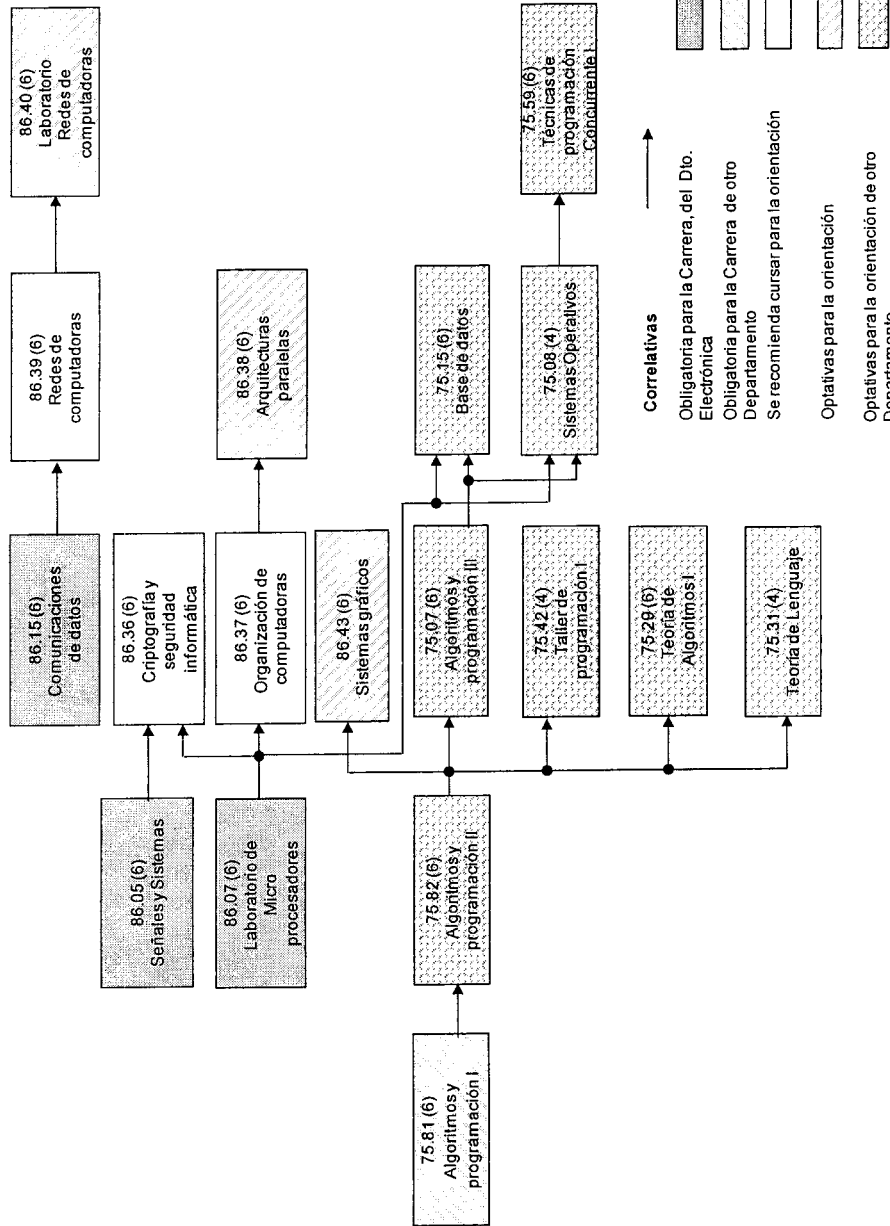 86.40 (6)
Laboratorio
Redes de
computadoras
86.39 (6)
Redes de
computadoras
86.15 (6)
Comunicaciones
de datos
86.36 (6)
Criptografía y
seguridad
informática
86.05 (6)
Señales y Sistemas
86.38 (6)
Arquitecturas
paralelas
86.37 (6)
Organización de
computadoras
86.07 (6)
Laboratorio de
Micro
procesadores
86.43 (6)
Sistemas gráficos
75.15 (6)
Base de datos
75.07 (6)
Algoritmos y
programación III
75.82 (6)
Algoritmos y
programación II
75.81 (6)
Algoritmos y
programación I
75.59 (6)
Técnicas de
programación
Concurrente I
75.08 (4)
Sistemas Operativos
75.42 (4)
Taller de
programación I
75.29 (6)
Teoría de
Algoritmos I
75.31 (4)
Teoría de Lenguaje
Correlativas
Obligatoria para la Carrera, del Dto.
Electrónica
Obligatoria para la Carrera de otro
Departamento
Se recomienda cursar para la orientación
Optativas para la orientación
Optativas para la orientación de otro
Departamento